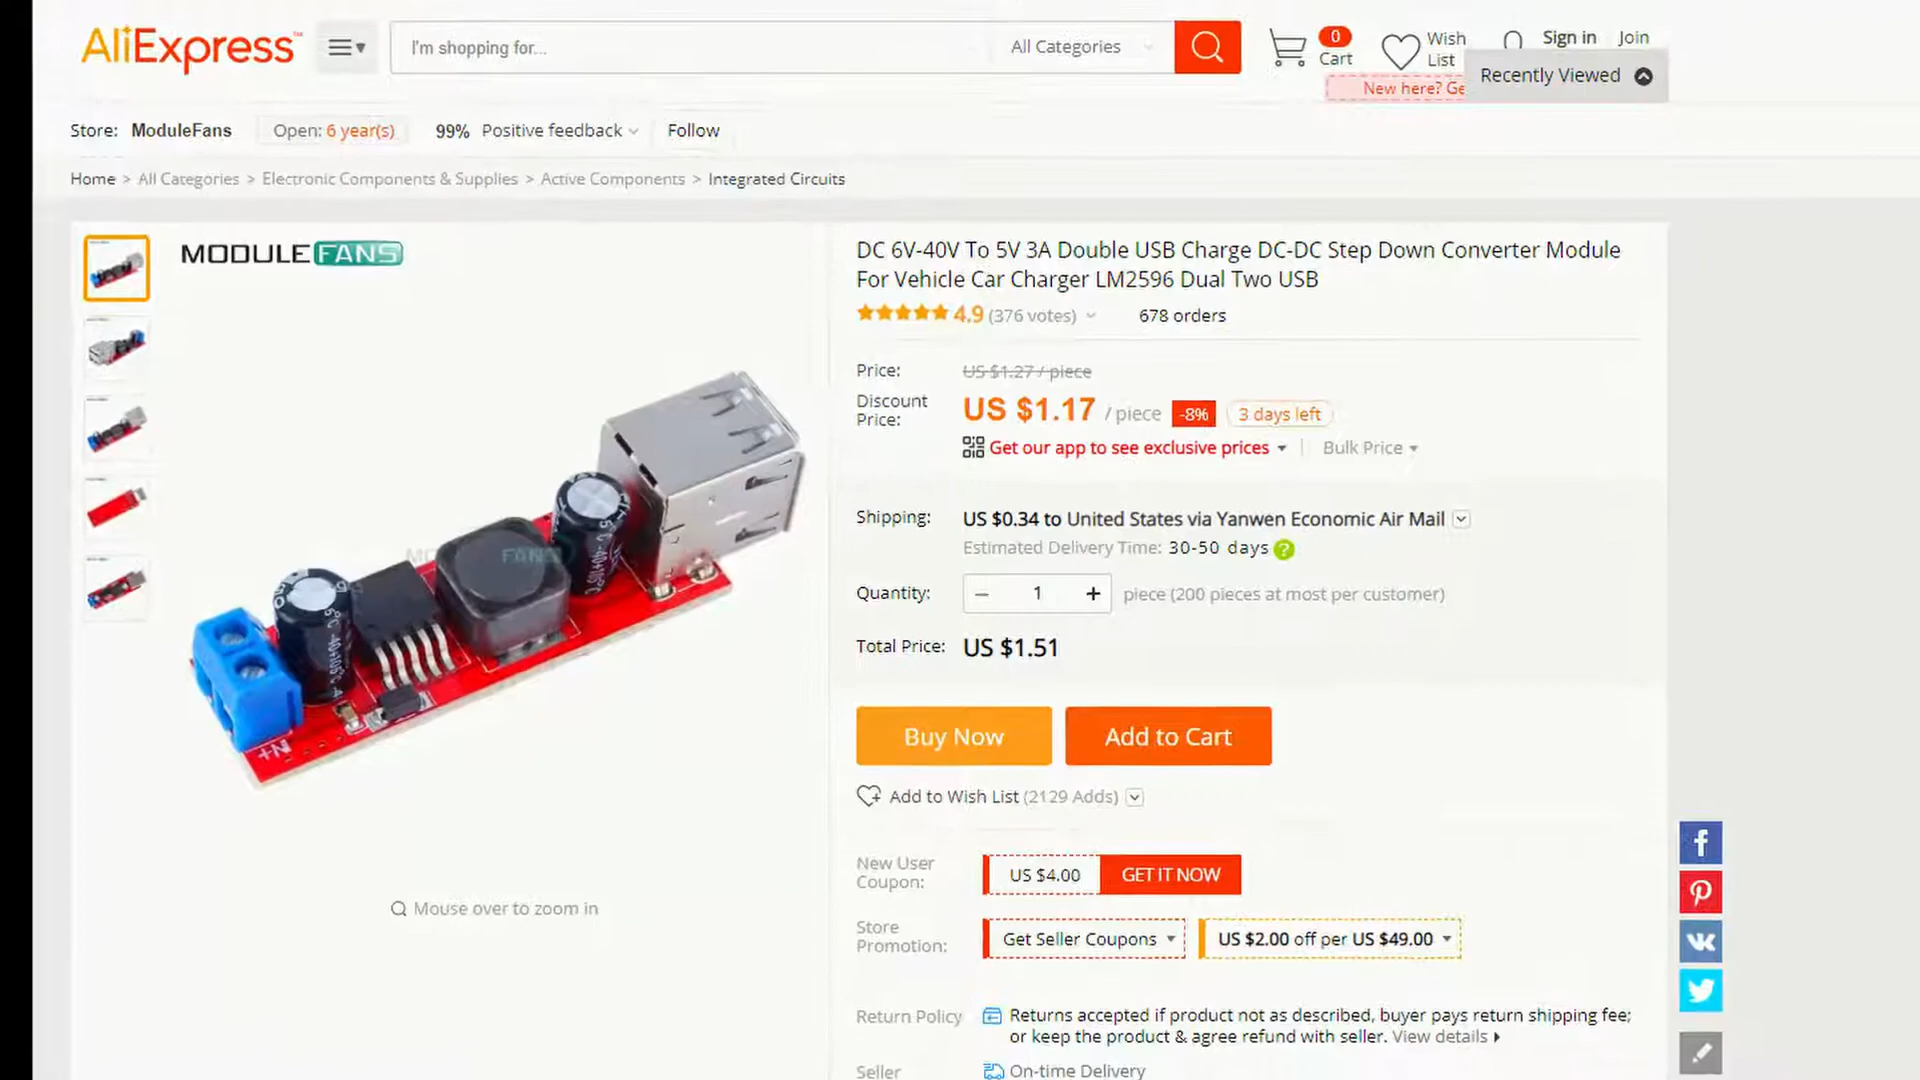 AliExpress™
I'm shopping for...
All Categories
0
Cart
Wish
List
Sign in
Join
Recently Viewed
New here? Ge
Store: ModuleFans
Open: 6 year(s)
99% Positive feedback
Follow
Home > All Categories > Electronic Components & Supplies > Active Components > Integrated Circuits
MODULEFANS
DC 6V-40V To 5V 3A Double USB Charge DC-DC Step Down Converter Module
For Vehicle Car Charger LM2596 Dual Two USB
4.9 (376 votes)
678 orders
Price: US $1.27 / piece
Discount
Price:
US $1.17 / piece
-8%
3 days left
Get our app to see exclusive prices
Bulk Price
Shipping: US $0.34 to United States via Yanwen Economic Air Mail
Estimated Delivery Time: 30-50 days ?
Quantity: − 1 + piece (200 pieces at most per customer)
Total Price: US $1.51
Buy Now
Add to Cart
Add to Wish List (2129 Adds)
New User
Coupon:
US $4.00
GET IT NOW
Store
Promotion:
Get Seller Coupons
US $2.00 off per US $49.00
Mouse over to zoom in
Return Policy
Returns accepted if product not as described, buyer pays return shipping fee;
or keep the product & agree refund with seller. View details
Seller
On-time Delivery